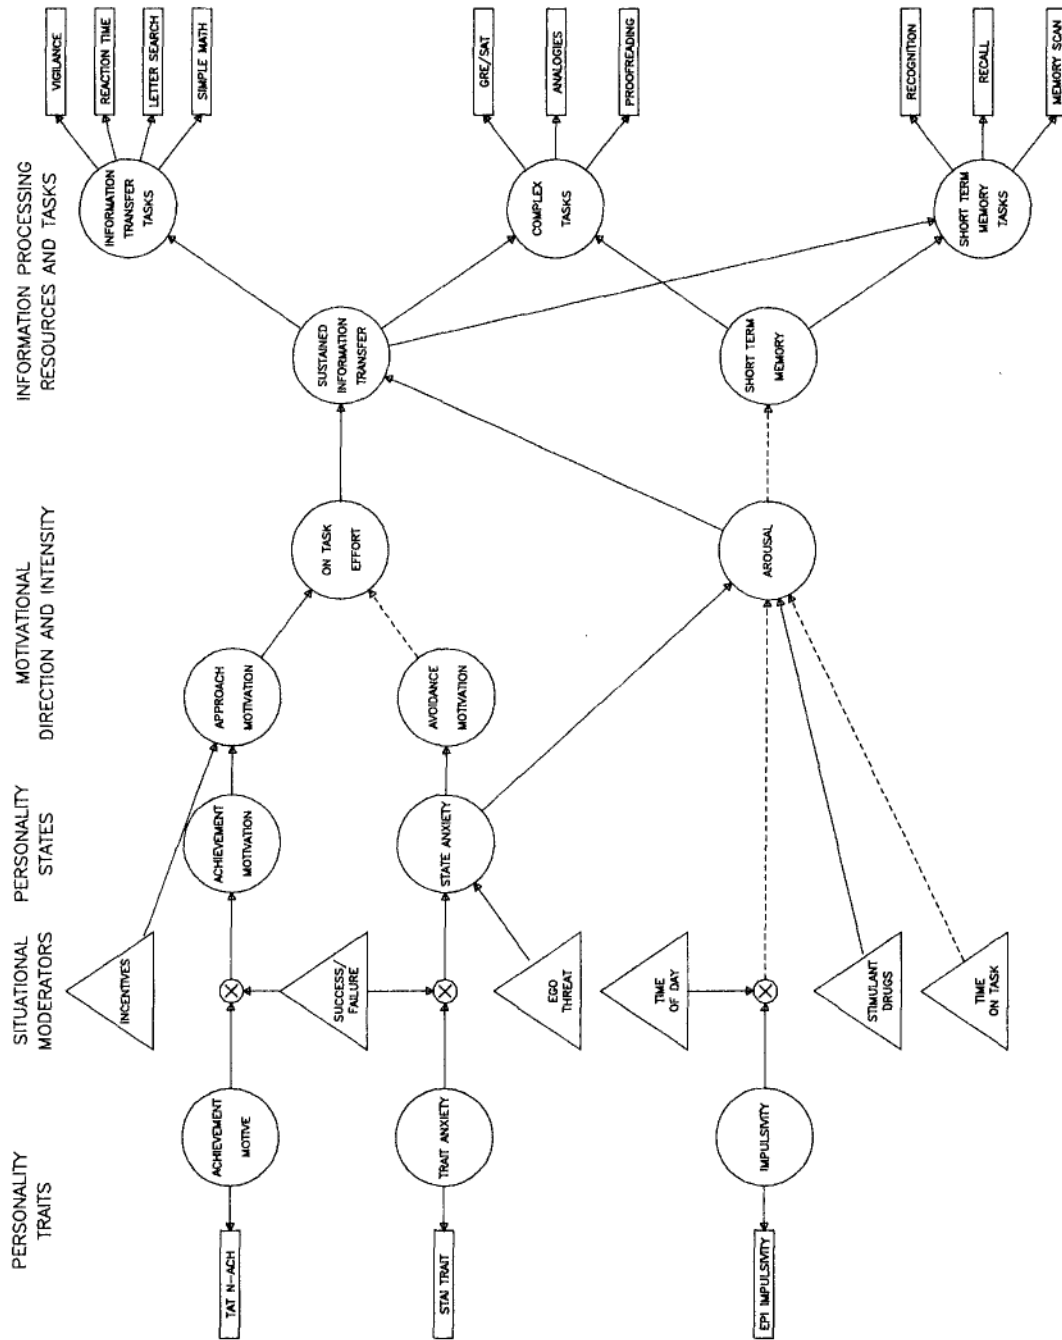 PERSONALITY
TRAITS
SITUATIONAL
MODERATORS
PERSONALITY
STATES
MOTIVATIONAL
DIRECTION AND INTENSITY
INFORMATION PROCESSING
RESOURCES AND TASKS
TAT N-ACH
ACHIEVEMENT
MOTIVE
INCENTIVES
ACHIEVEMENT
MOTIVATION
APPROACH
MOTIVATION
SUCCESS/
FAILURE
STAI TRAIT
TRAIT ANXIETY
STATE ANXIETY
AVOIDANCE
MOTIVATION
EGO
THREAT
ON TASK
EFFORT
TIME
OF DAY
EPI IMPULSIVITY
IMPULSIVITY
STIMULANT
DRUGS
TIME
ON TASK
AROUSAL
SUSTAINED
INFORMATION
TRANSFER
SHORT TERM
MEMORY
INFORMATION
TRANSFER
TASKS
COMPLEX
TASKS
SHORT TERM
MEMORY
TASKS
VIGILANCE
REACTION TIME
LETTER SEARCH
SIMPLE MATH
GRE/SAT
ANALOGIES
PROOFREADING
RECOGNITION
RECALL
MEMORY SCAN